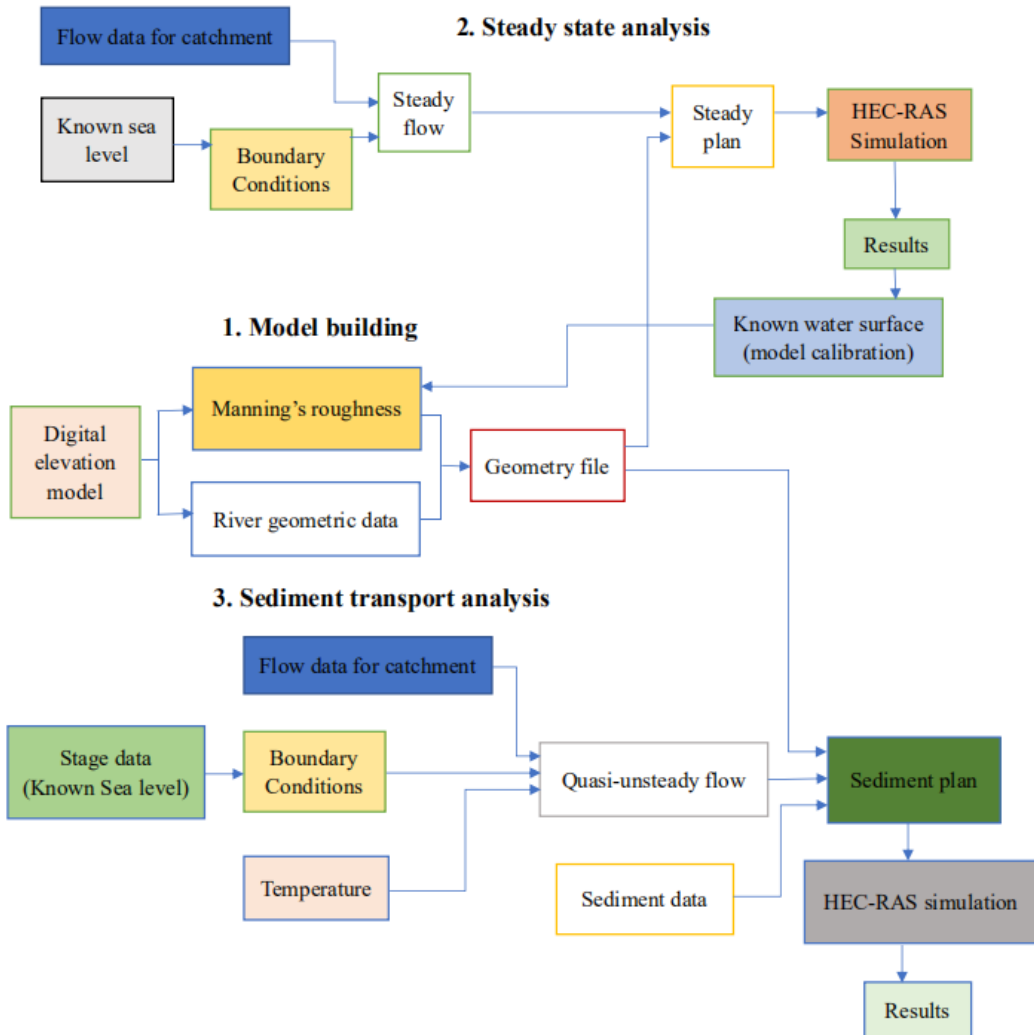 2. Steady state analysis
Flow data for catchment
Known sea
level
Boundary
Conditions
Steady
flow
Steady
plan
HEC-RAS
Simulation
Results
Known water surface
(model calibration)
1. Model building
Digital
elevation
model
Manning’s roughness
River geometric data
Geometry file
3. Sediment transport analysis
Flow data for catchment
Stage data
(Known Sea level)
Boundary
Conditions
Temperature
Quasi-unsteady flow
Sediment data
Sediment plan
HEC-RAS simulation
Results